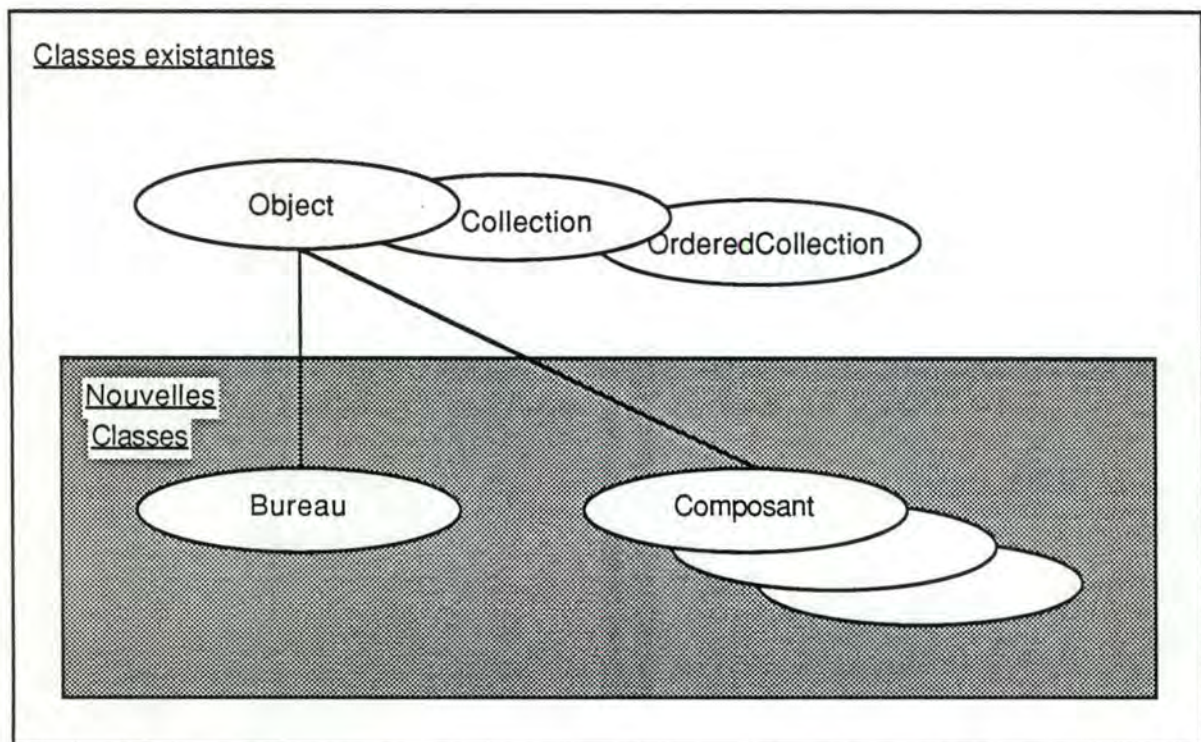 Classes existantes
Object
Collection
OrderedCollection
Nouvelles
Classes
Bureau
Composant